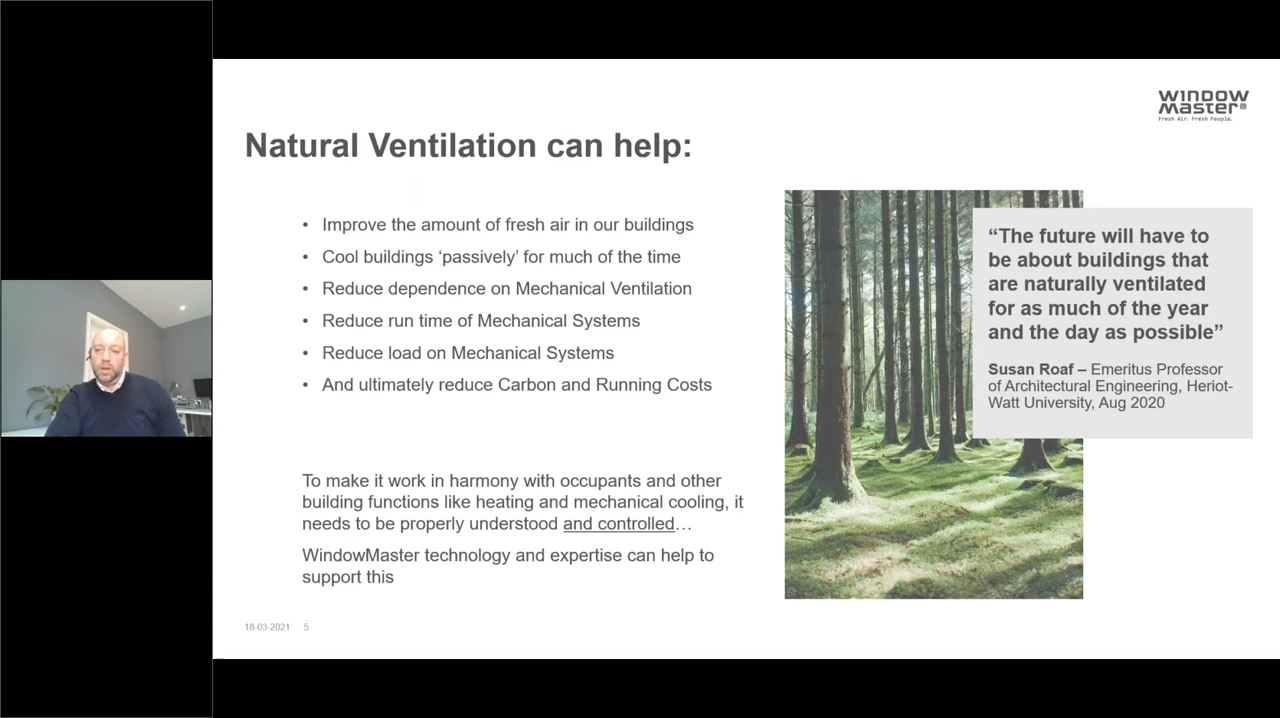 WINDOW
Master®
Fresh Air. Fresh People.
Natural Ventilation can help:
• Improve the amount of fresh air in our buildings
• Cool buildings ‘passively’ for much of the time
• Reduce dependence on Mechanical Ventilation
• Reduce run time of Mechanical Systems
• Reduce load on Mechanical Systems
• And ultimately reduce Carbon and Running Costs
To make it work in harmony with occupants and other
building functions like heating and mechanical cooling, it
needs to be properly understood and controlled…
WindowMaster technology and expertise can help to
support this
“The future will have to
be about buildings that
are naturally ventilated
for as much of the year
and the day as possible”
Susan Roaf – Emeritus Professor
of Architectural Engineering, Heriot-
Watt University, Aug 2020
18-03-2021 5